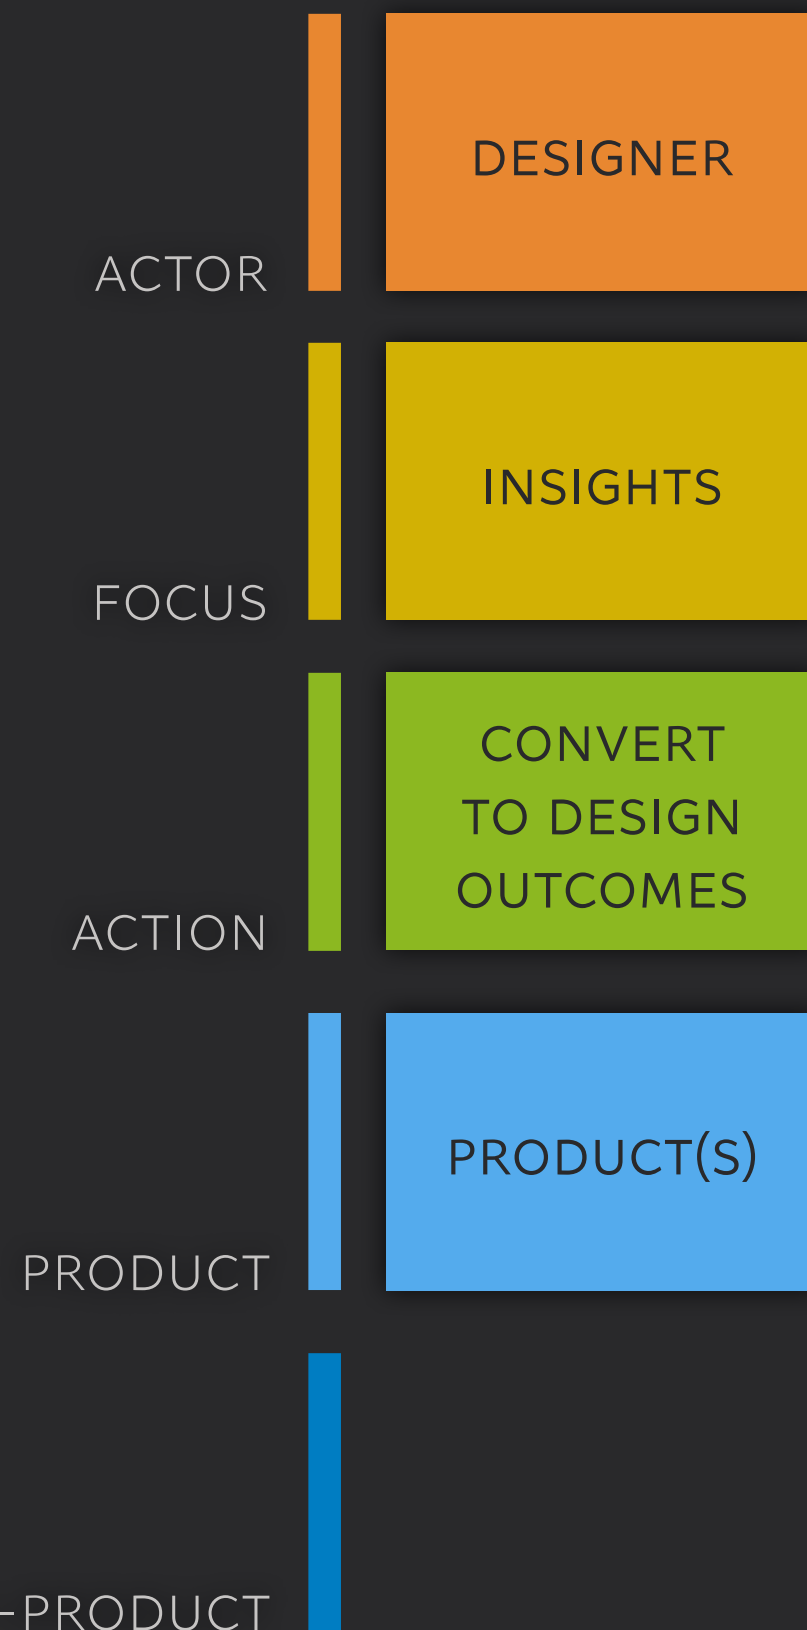 DESIGNER
ACTOR
INSIGHTS
FOCUS
CONVERT
TO DESIGN
OUTCOMES
ACTION
PRODUCT(S)
PRODUCT
-PRODUCT